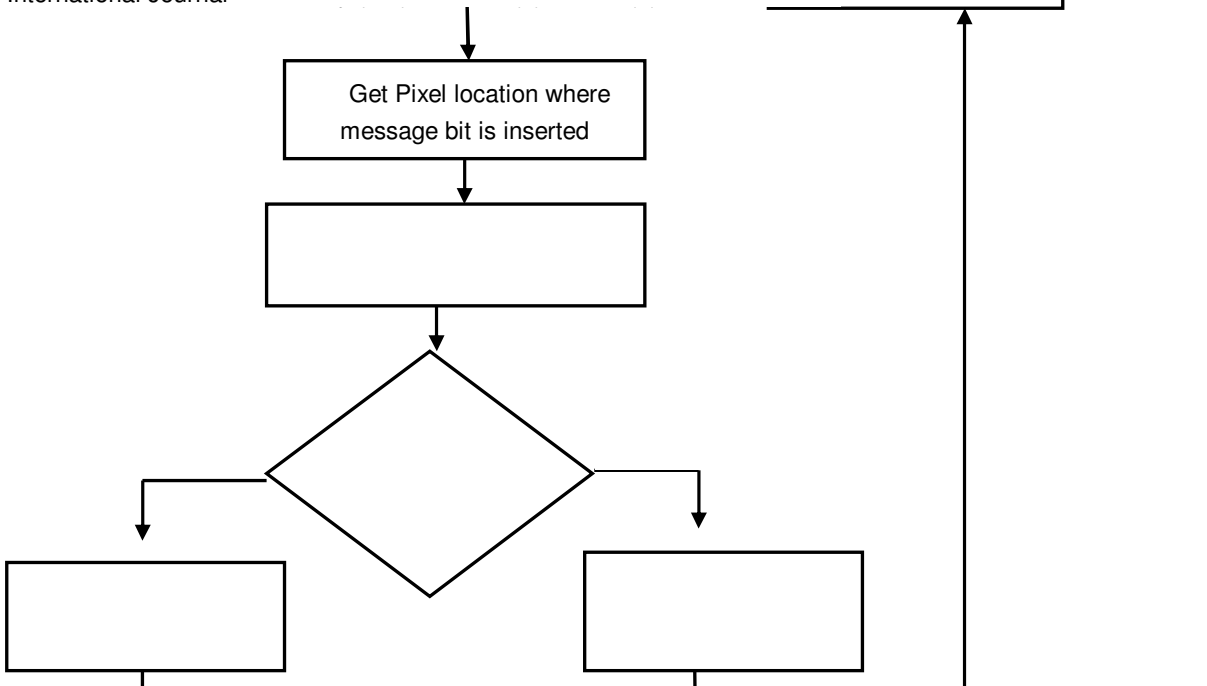 International Journal
Get Pixel location where
message bit is inserted